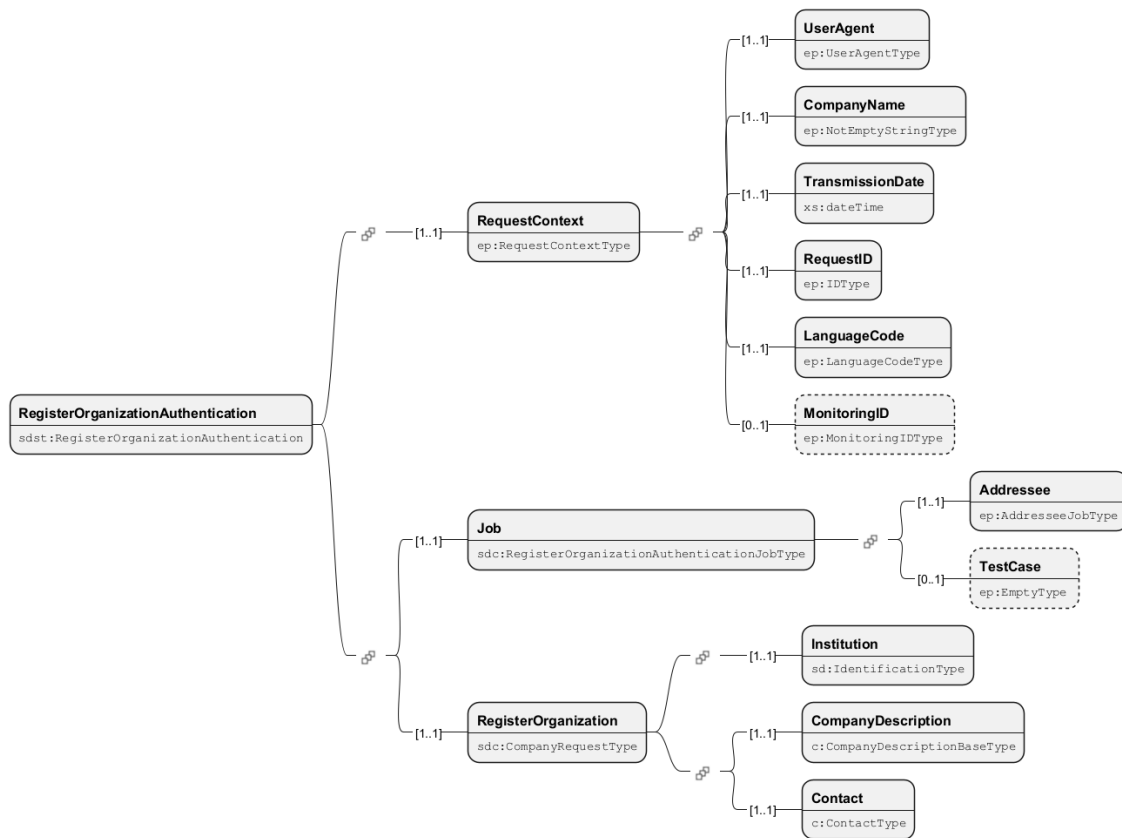 UserAgent
[1..1]
ep:UserAgentType
CompanyName
[1..1]
ep:NotEmptyStringType
TransmissionDate
[1..1]
xs:dateTime
RequestContext
[1..1]
ep:RequestContextType
RequestID
[1..1]
ep:IDType
LanguageCode
[1..1]
ep:LanguageCodeType
RegisterOrganizationAuthentication
sdst:RegisterOrganizationAuthentication
MonitoringID
[0..1]
ep:MonitoringIDType
Addressee
[1..1]
ep:AddresseeJobType
Job
[1..1]
sdc:RegisterOrganizationAuthenticationJobType
TestCase
[0..1]
ep:EmptyType
Institution
[1..1]
sd:IdentificationType
RegisterOrganization
[1..1]
sdc:CompanyRequestType
CompanyDescription
[1..1]
c:CompanyDescriptionBaseType
Contact
[1..1]
c:ContactType